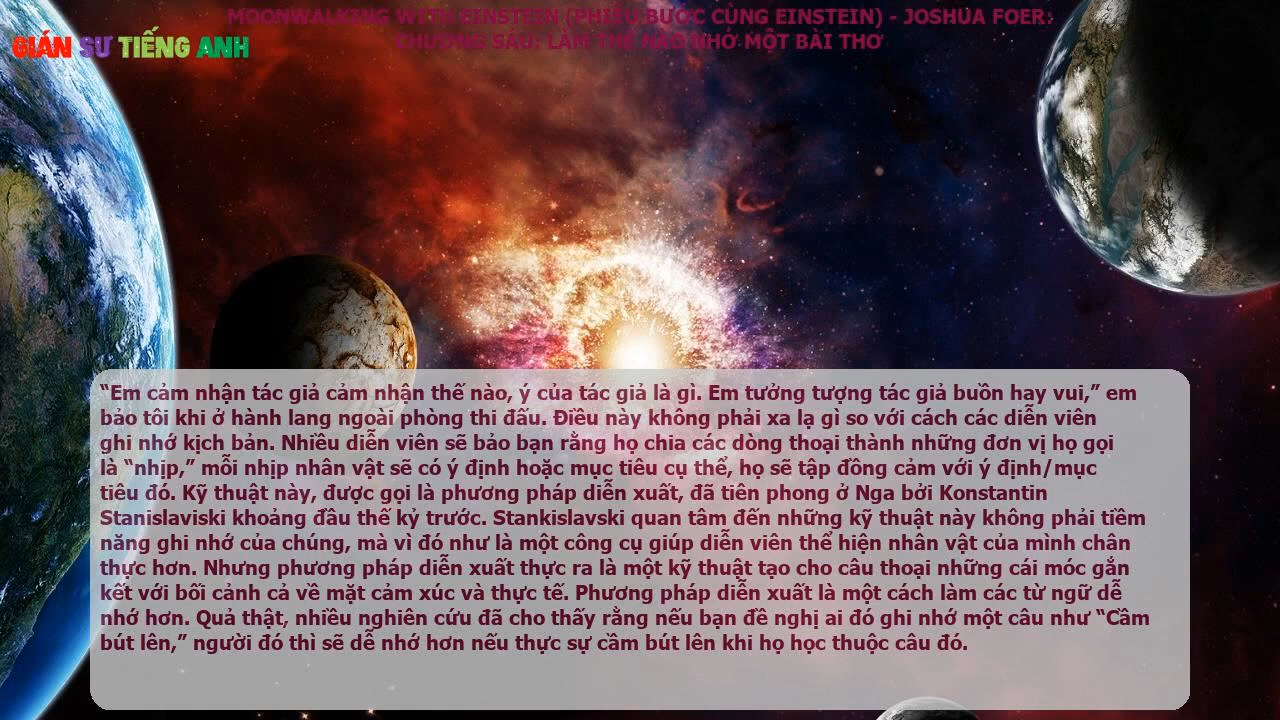 MOONWALKING WITH EINSTEIN (PHIÊU BƯỚC CÙNG EINSTEIN) - JOSHUA FOER:
CHƯƠNG SÁU: LÀM THẾ NÀO NHỚ MỘT BÀI THƠ
GIÁN SỨ TIẾNG ANH
“Em cảm nhận tác giả cảm nhận thế nào, ý của tác giả là gì. Em tưởng tượng tác giả buồn hay vui,” em
bảo tôi khi ở hành lang ngoài phòng thi đấu. Điều này không phải xa lạ gì so với cách các diễn viên
ghi nhớ kịch bản. Nhiều diễn viên sẽ bảo bạn rằng họ chia các dòng thoại thành những đơn vị họ gọi
là “nhịp,” mỗi nhịp nhân vật sẽ có ý định hoặc mục tiêu cụ thể, họ sẽ tập đồng cảm với ý định/mục
tiêu đó. Kỹ thuật này, được gọi là phương pháp diễn xuất, đã tiên phong ở Nga bởi Konstantin
Stanislaviski khoảng đầu thế kỷ trước. Stankislavski quan tâm đến những kỹ thuật này không phải tiềm
năng ghi nhớ của chúng, mà vì đó như là một công cụ giúp diễn viên thể hiện nhân vật của mình chân
thực hơn. Nhưng phương pháp diễn xuất thực ra là một kỹ thuật tạo cho câu thoại những cái móc gắn
kết với bối cảnh cả về mặt cảm xúc và thực tế. Phương pháp diễn xuất là một cách làm các từ ngữ dễ
nhớ hơn. Quả thật, nhiều nghiên cứu đã cho thấy rằng nếu bạn đề nghị ai đó ghi nhớ một câu như “Cầm
bút lên,” người đó thì sẽ dễ nhớ hơn nếu thực sự cầm bút lên khi họ học thuộc câu đó.